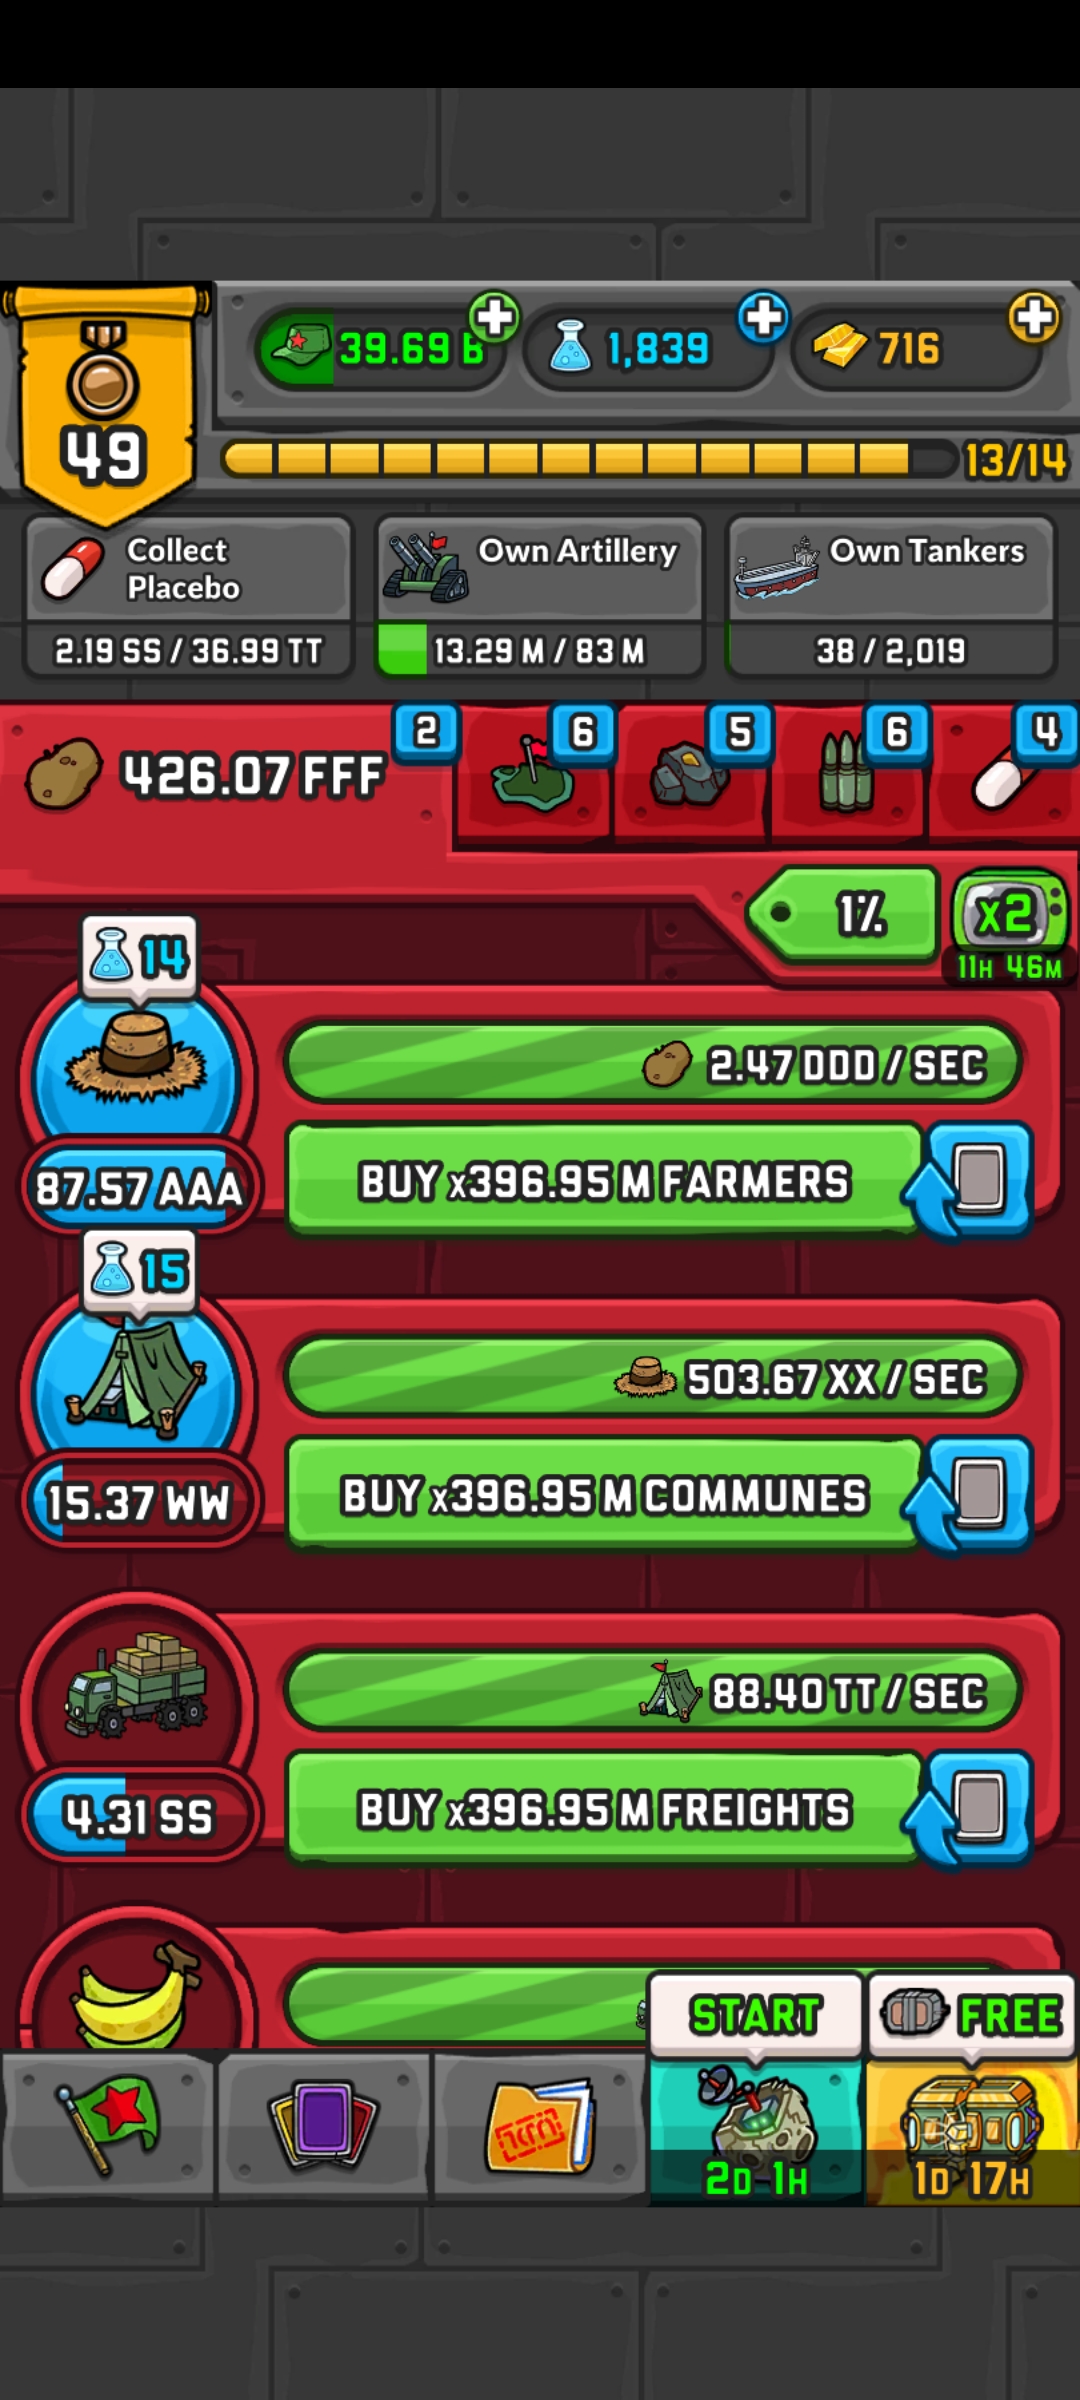 39.69 B
1,839
716
49
13/14
Collect
Placebo
Own Artillery
Own Tankers
2.19 SS / 36.99 TT
13.29 M / 83 M
38 / 2,019
2
6
5
6
4
426.07 FFF
1%
x2
11H 46M
14
2.47 DDD / SEC
87.57 AAA
BUY x396.95 M FARMERS
15
503.67 XX / SEC
15.37 WW
BUY x396.95 M COMMUNES
88.40 TT / SEC
4.31 SS
BUY x396.95 M FREIGHTS
START
FREE
2D 1H
1D 17H